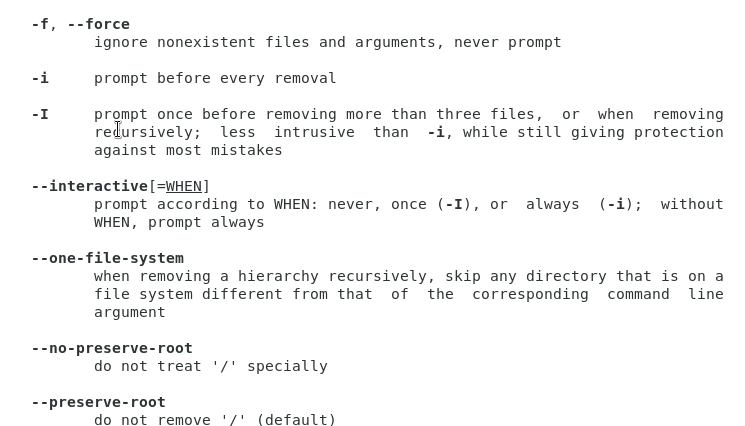 -f, --force
ignore nonexistent files and arguments, never prompt
-i prompt before every removal
-I prompt once before removing more than three files, or when removing
recursively; less intrusive than -i, while still giving protection
against most mistakes
--interactive[=WHEN]
prompt according to WHEN: never, once (-I), or always (-i); without
WHEN, prompt always
--one-file-system
when removing a hierarchy recursively, skip any directory that is on a
file system different from that of the corresponding command line
argument
--no-preserve-root
do not treat '/' specially
--preserve-root
do not remove '/' (default)